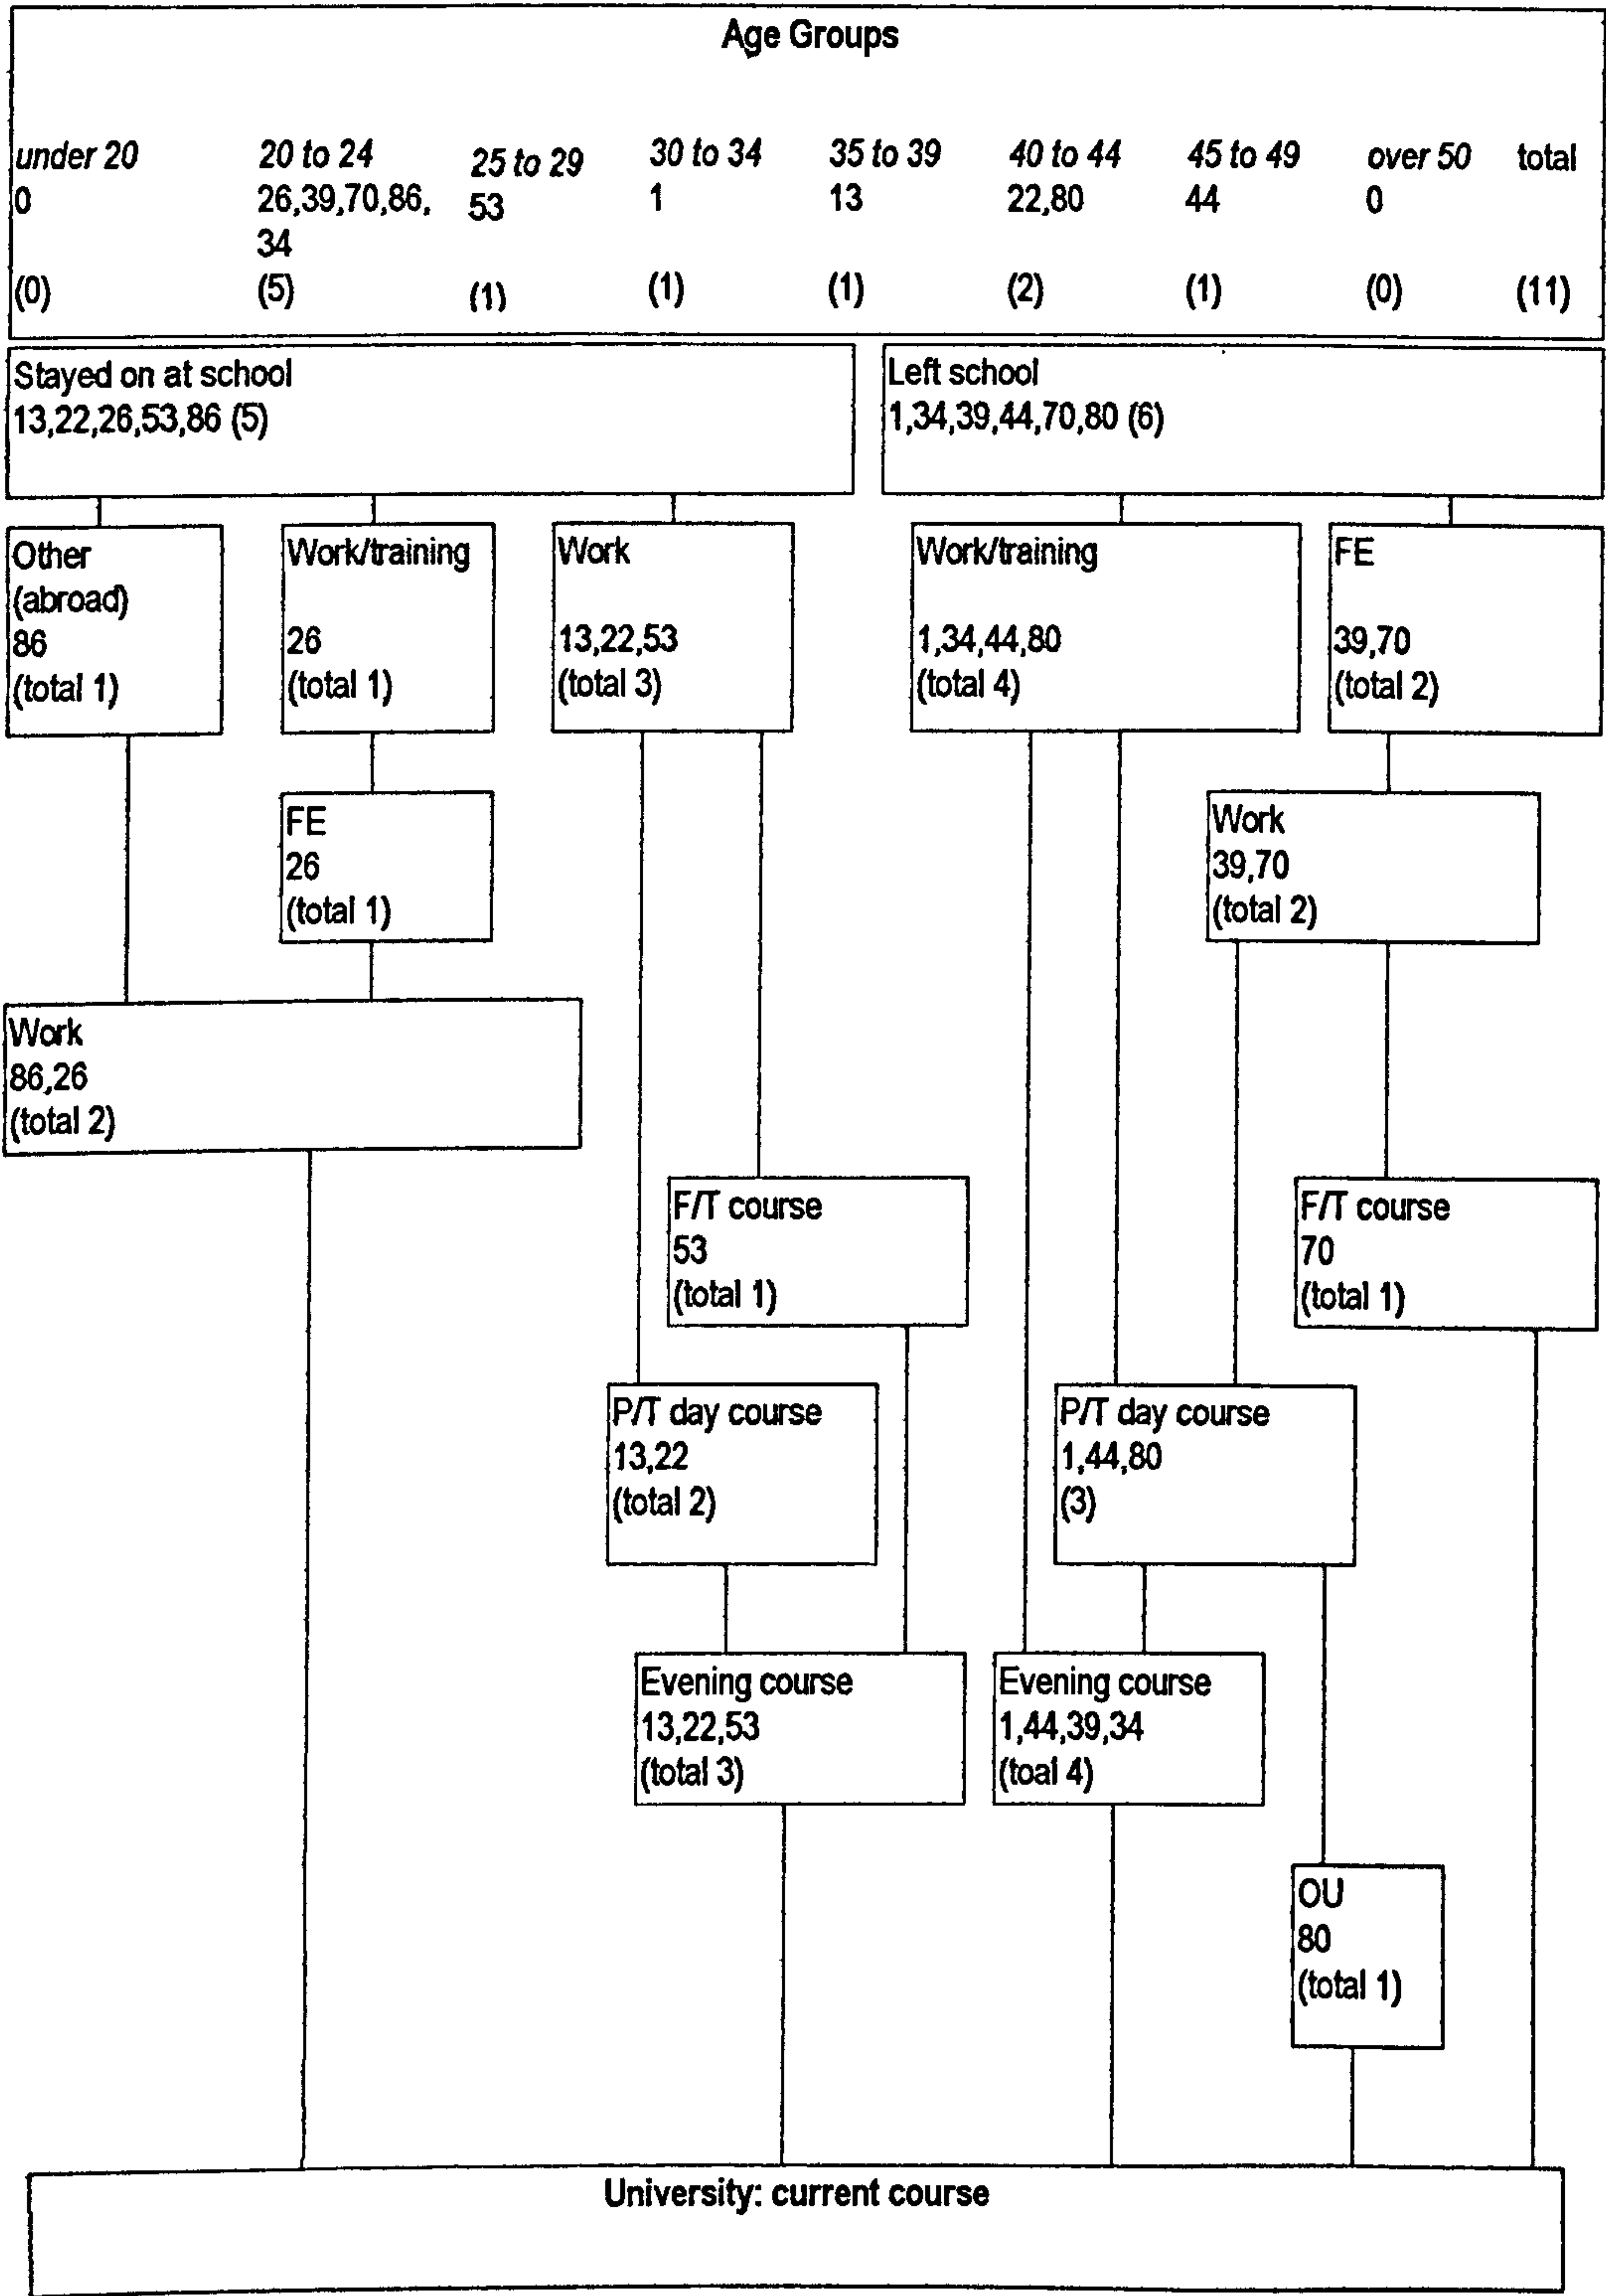 Age Groups
under 20 20 to 24 25 to 29 30 to 34 35 to 39 40 to 44 45 to 49 over 50 total
0 26,39,70,86, 53 1 13 22,80 44 0
34
(0) (5) (1) (1) (1) (2) (1) (0) (11)
Stayed on at school
13,22,26,53,86 (5)
Left school
1,34,39,44,70,80 (6)
Other
(abroad)
86
(total 1)
Work/training
26
(total 1)
Work
13,22,53
(total 3)
Work/training
1,34,44,80
(total 4)
FE
39,70
(total 2)
FE
26
(total 1)
Work
39,70
(total 2)
Work
86,26
(total 2)
F/T course
53
(total 1)
F/T course
70
(total 1)
P/T day course
13,22
(total 2)
P/T day course
1,44,80
(3)
Evening course
13,22,53
(total 3)
Evening course
1,44,39,34
(toal 4)
OU
80
(total 1)
University: current course